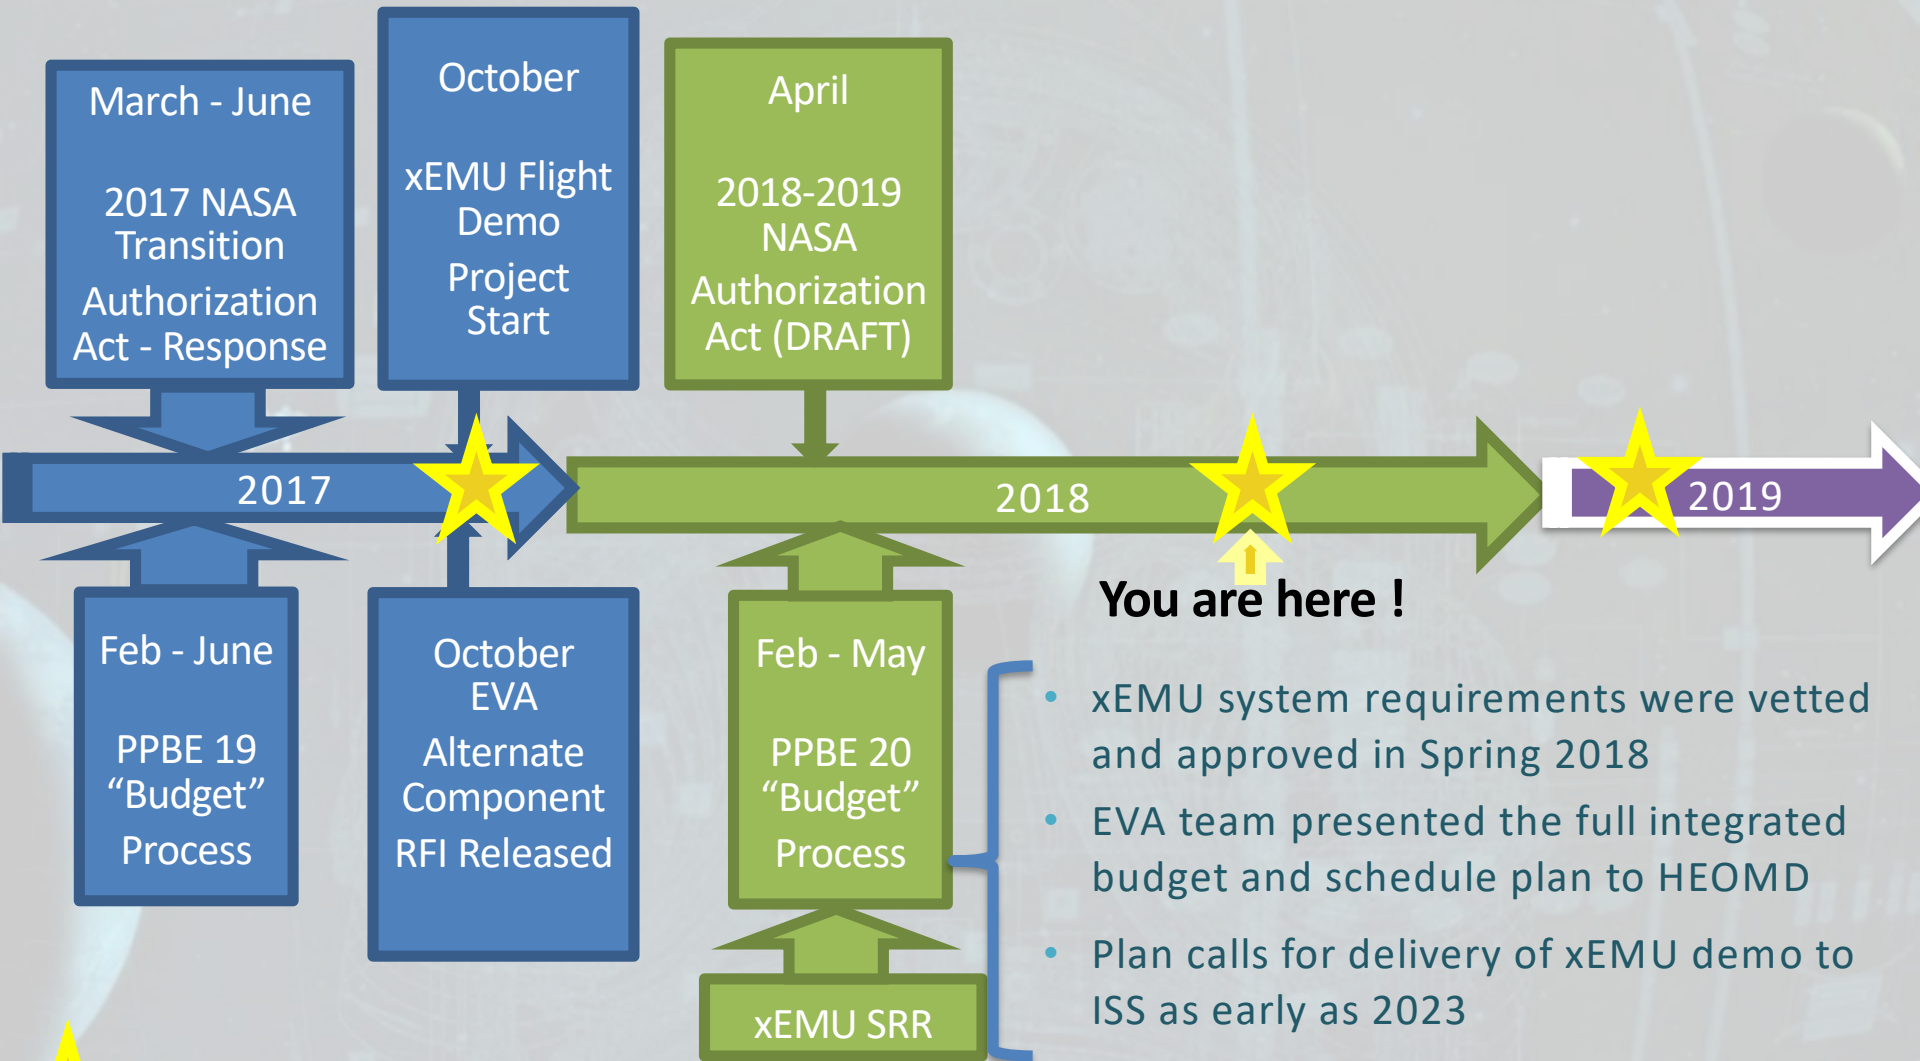 March - June
2017 NASA
Transition
Authorization
Act - Response
October
xEMU Flight
Demo
Project
Start
April
2018-2019
NASA
Authorization
Act (DRAFT)
2017
2018
2019
You are here !
Feb - June
PPBE 19
“Budget”
Process
October
EVA
Alternate
Component
RFI Released
Feb - May
PPBE 20
“Budget”
Process
xEMU SRR
• xEMU system requirements were vetted
and approved in Spring 2018
• EVA team presented the full integrated
budget and schedule plan to HEOMD
• Plan calls for delivery of xEMU demo to
ISS as early as 2023